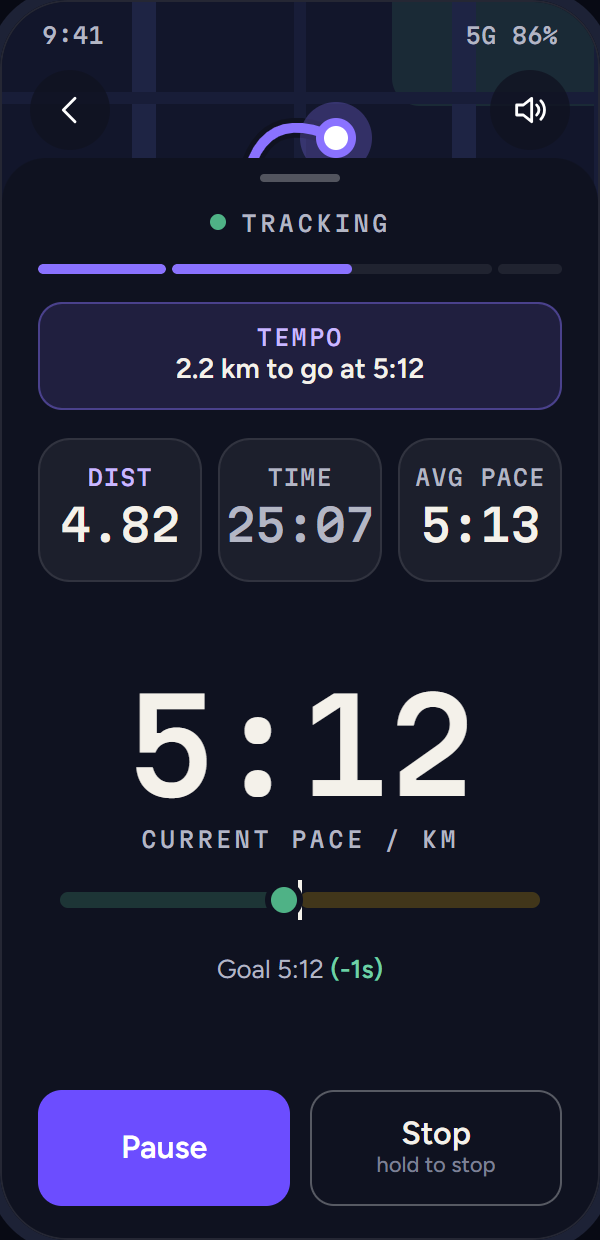 9:41 5G 86%
TRACKING
TEMPO
2.2 km to go at 5:12
DIST TIME AVG PACE
4.82 25:07 5:13
5:12
CURRENT PACE / KM
Goal 5:12 (-1s)
Pause Stop
hold to stop